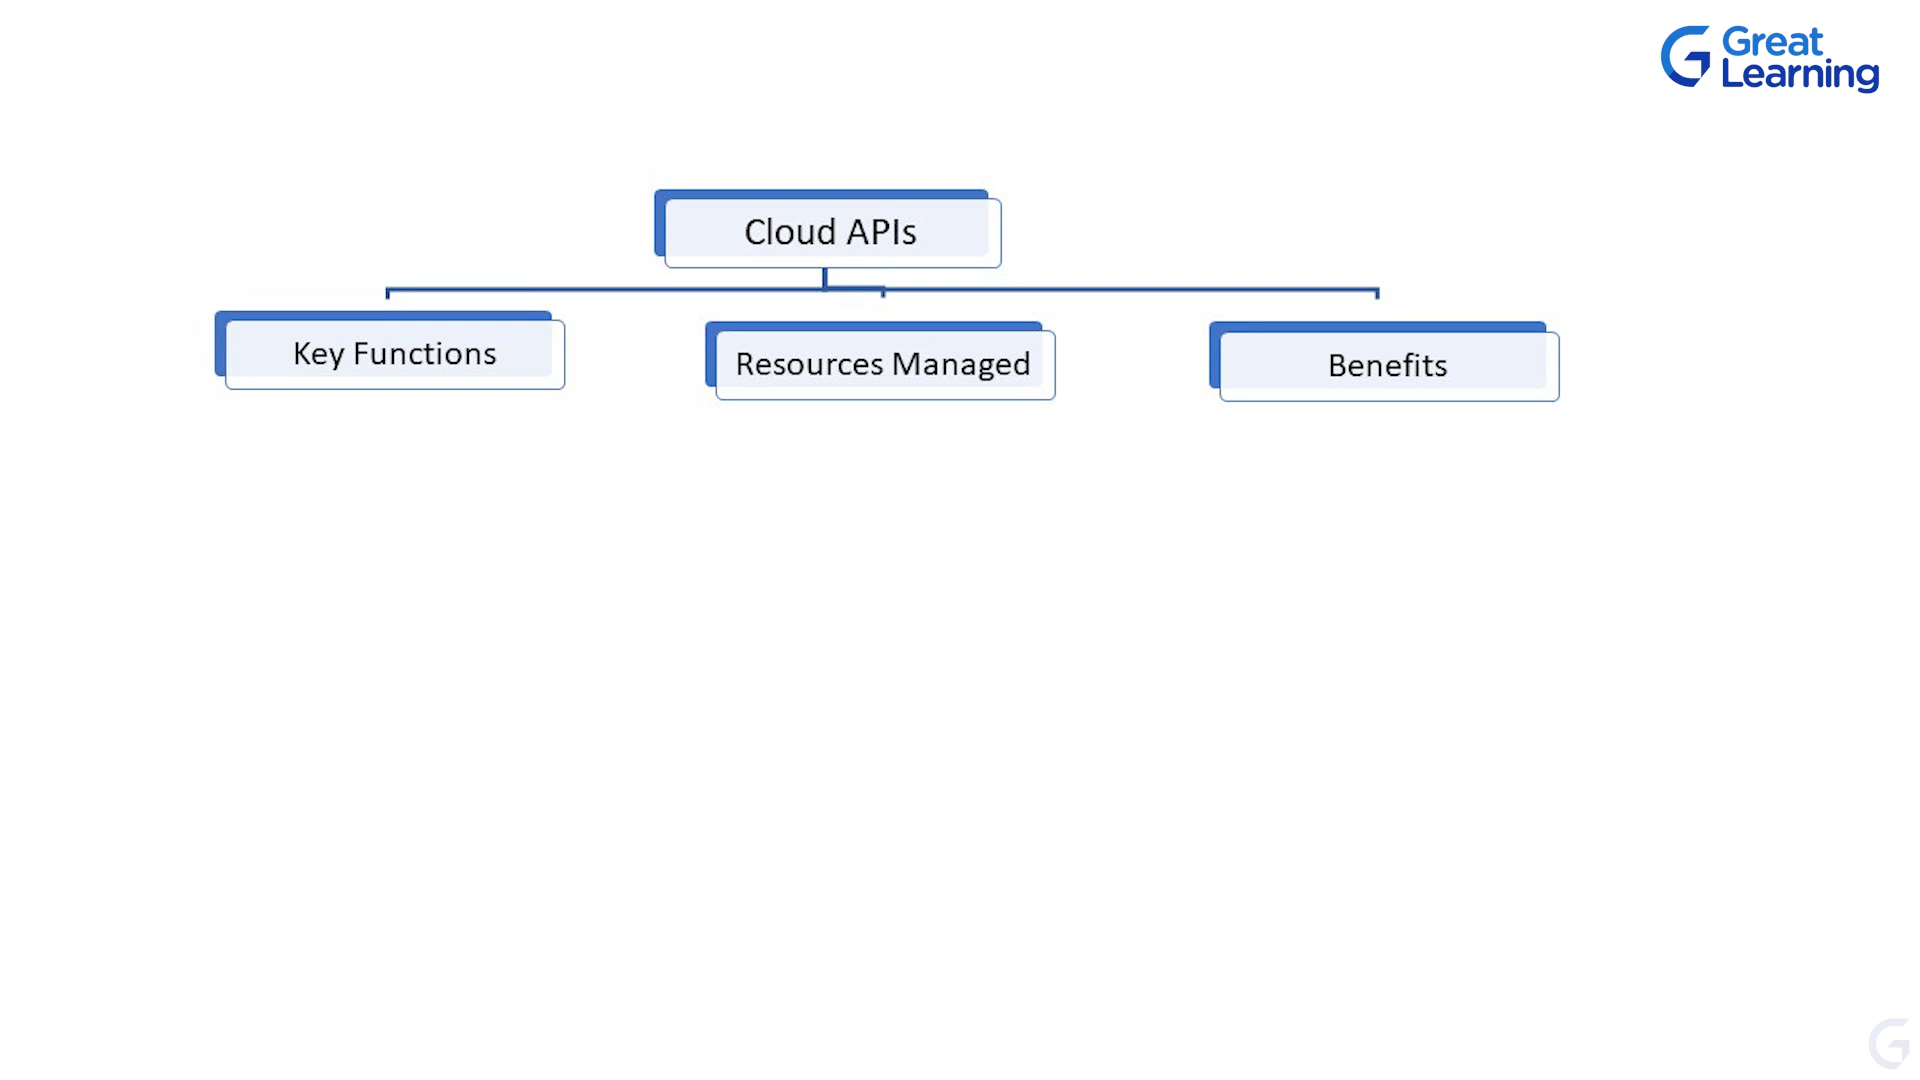 Great
Learning
Cloud APIs
Key Functions
Resources Managed
Benefits